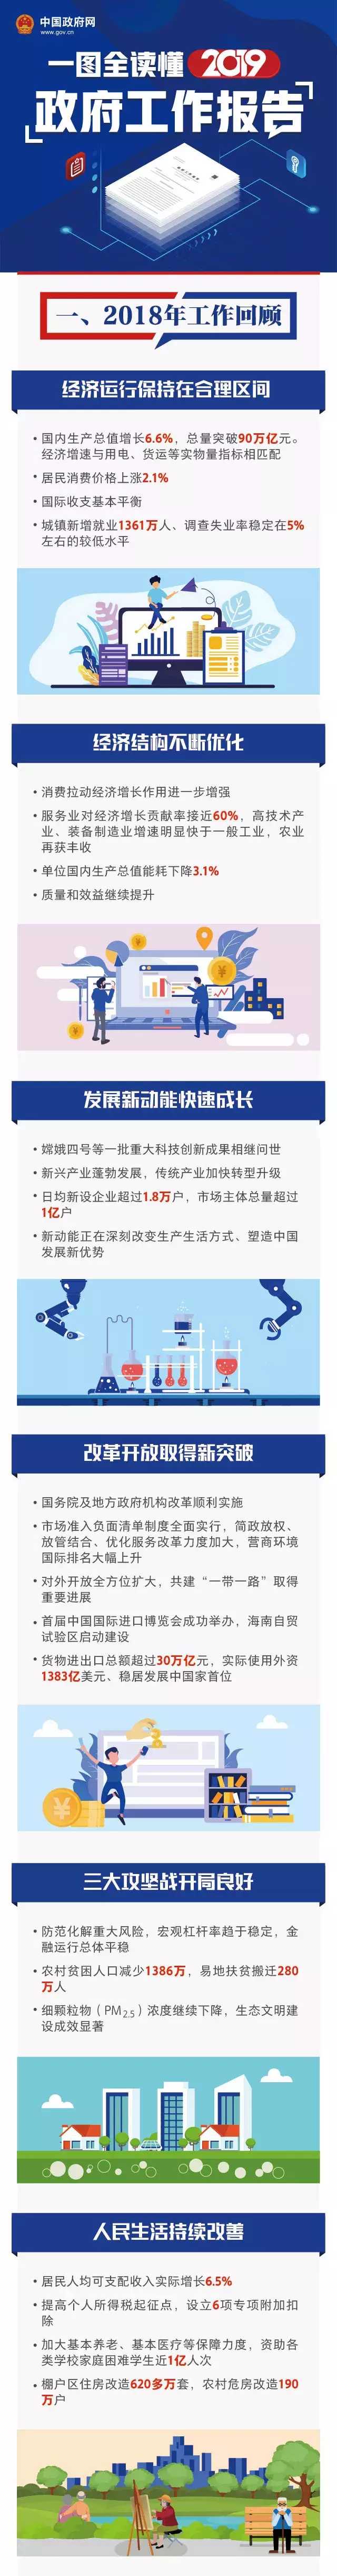 中国政府网
www.gov.cn
一图全读懂2019
政府工作报告
一、2018年工作回顾
经济运行保持在合理区间
• 国内生产总值增长6.6%，总量突破90万亿元。
经济增速与用电、货运等实物量指标相匹配
• 居民消费价格上涨2.1%
• 国际收支基本平衡
• 城镇新增就业1361万人、调查失业率稳定在5%
左右的较低水平
经济结构不断优化
• 消费拉动经济增长作用进一步增强
• 服务业对经济增长贡献率接近60%，高技术产
业、装备制造业增速明显快于一般工业，农业
再获丰收
• 单位国内生产总值能耗下降3.1%
• 质量和效益继续提升
发展新动能快速成长
• 嫦娥四号等一批重大科技创新成果相继问世
• 新兴产业蓬勃发展，传统产业加快转型升级
• 日均新设企业超过1.8万户，市场主体总量超过
1亿户
• 新动能正在深刻改变生产生活方式、塑造中国
发展新优势
改革开放取得新突破
• 国务院及地方政府机构改革顺利实施
• 市场准入负面清单制度全面实行，简政放权、
放管结合、优化服务改革力度加大，营商环境
国际排名大幅上升
• 对外开放全方位扩大，共建“一带一路”取得
重要进展
• 首届中国国际进口博览会成功举办，海南自贸
试验区启动建设
• 货物进出口总额超过30万亿元，实际使用外资
1383亿美元、稳居发展中国家首位
三大攻坚战开局良好
• 防范化解重大风险，宏观杠杆率趋于稳定，金
融运行总体平稳
• 农村贫困人口减少1386万，易地扶贫搬迁280
万人
• 细颗粒物（PM2.5）浓度继续下降，生态文明建
设成效显著
人民生活持续改善
• 居民人均可支配收入实际增长6.5%
• 提高个人所得税起征点，设立6项专项附加扣
除
• 加大基本养老、基本医疗等保障力度，资助各
类学校家庭困难学生近1亿人次
• 棚户区住房改造620多万套，农村危房改造190
万户